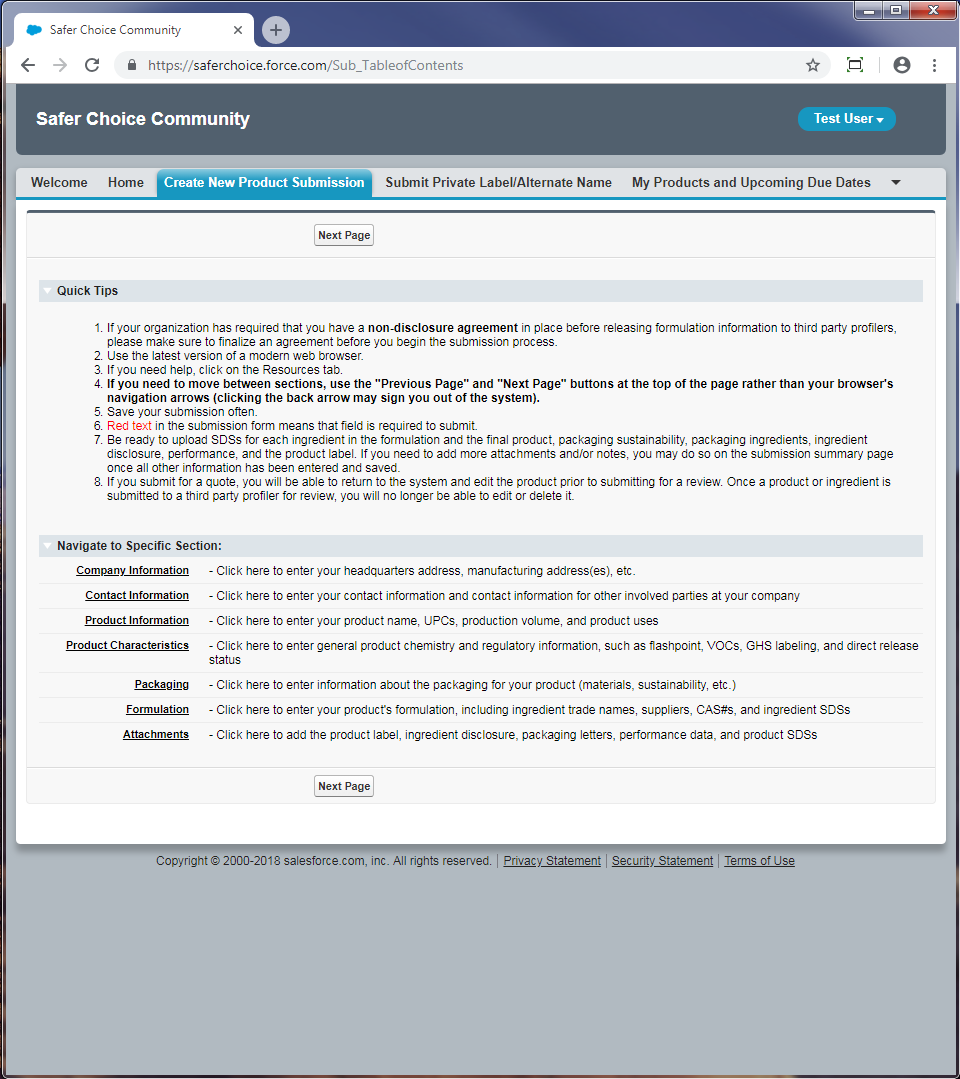 Safer Choice Community
https://saferchoice.force.com/Sub_TableofContents
Safer Choice Community
Test User
Welcome Home Create New Product Submission Submit Private Label/Alternate Name My Products and Upcoming Due Dates
Next Page
Quick Tips
1. If your organization has required that you have a non-disclosure agreement in place before releasing formulation information to third party profilers,
please make sure to finalize an agreement before you begin the submission process.
2. Use the latest version of a modern web browser.
3. If you need help, click on the Resources tab.
4. If you need to move between sections, use the "Previous Page" and "Next Page" buttons at the top of the page rather than your browser's
navigation arrows (clicking the back arrow may sign you out of the system).
5. Save your submission often.
6. Red text in the submission form means that field is required to submit.
7. Be ready to upload SDSs for each ingredient in the formulation and the final product, packaging sustainability, packaging ingredients, ingredient
disclosure, performance, and the product label. If you need to add more attachments and/or notes, you may do so on the submission summary page
once all other information has been entered and saved.
8. If you submit for a quote, you will be able to return to the system and edit the product prior to submitting for a review. Once a product or ingredient is
submitted to a third party profiler for review, you will no longer be able to edit or delete it.
Navigate to Specific Section:
Company Information - Click here to enter your headquarters address, manufacturing address(es), etc.
Contact Information - Click here to enter your contact information and contact information for other involved parties at your company
Product Information - Click here to enter your product name, UPCs, production volume, and product uses
Product Characteristics - Click here to enter general product chemistry and regulatory information, such as flashpoint, VOCs, GHS labeling, and direct release
status
Packaging - Click here to enter information about the packaging for your product (materials, sustainability, etc.)
Formulation - Click here to enter your product's formulation, including ingredient trade names, suppliers, CAS#s, and ingredient SDSs
Attachments - Click here to add the product label, ingredient disclosure, packaging letters, performance data, and product SDSs
Next Page
Copyright © 2000-2018 salesforce.com, inc. All rights reserved. | Privacy Statement | Security Statement | Terms of Use